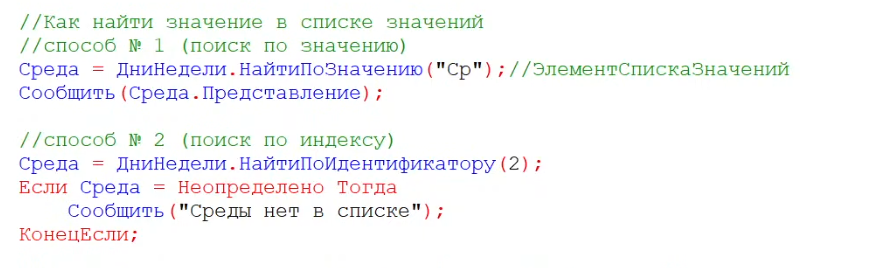 //Как найти значение в списке значений
//способ № 1 (поиск по значению)
Среда = ДниНедели.НайтиПоЗначению("Ср");//ЭлементСпискаЗначений
Сообщить(Среда.Представление);

//способ № 2 (поиск по индексу)
Среда = ДниНедели.НайтиПоИдентификатору(2);
Если Среда = Неопределено Тогда
    Сообщить("Среды нет в списке");
КонецЕсли;